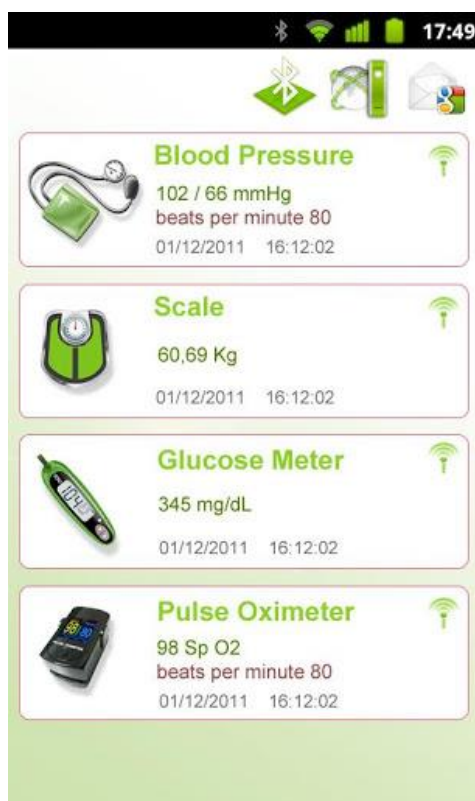 17:49
Blood Pressure
102 / 66 mmHg
beats per minute 80
01/12/2011 16:12:02
Scale
60,69 Kg
01/12/2011 16:12:02
Glucose Meter
104
345 mg/dL
01/12/2011 16:12:02
Pulse Oximeter
98 Sp O2
beats per minute 80
01/12/2011 16:12:02